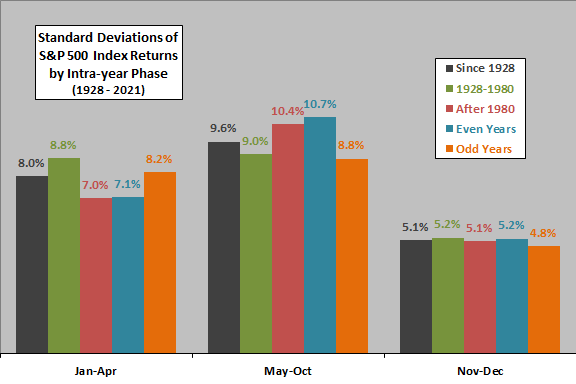 Standard Deviations of
S&P 500 Index Returns
by Intra-year Phase
(1928 - 2021)
Since 1928
1928-1980
After 1980
Even Years
Odd Years
8.0%
8.8%
7.0%
7.1%
8.2%
9.6%
9.0%
10.4%
10.7%
8.8%
5.1%
5.2%
5.1%
5.2%
4.8%
Jan-Apr
May-Oct
Nov-Dec